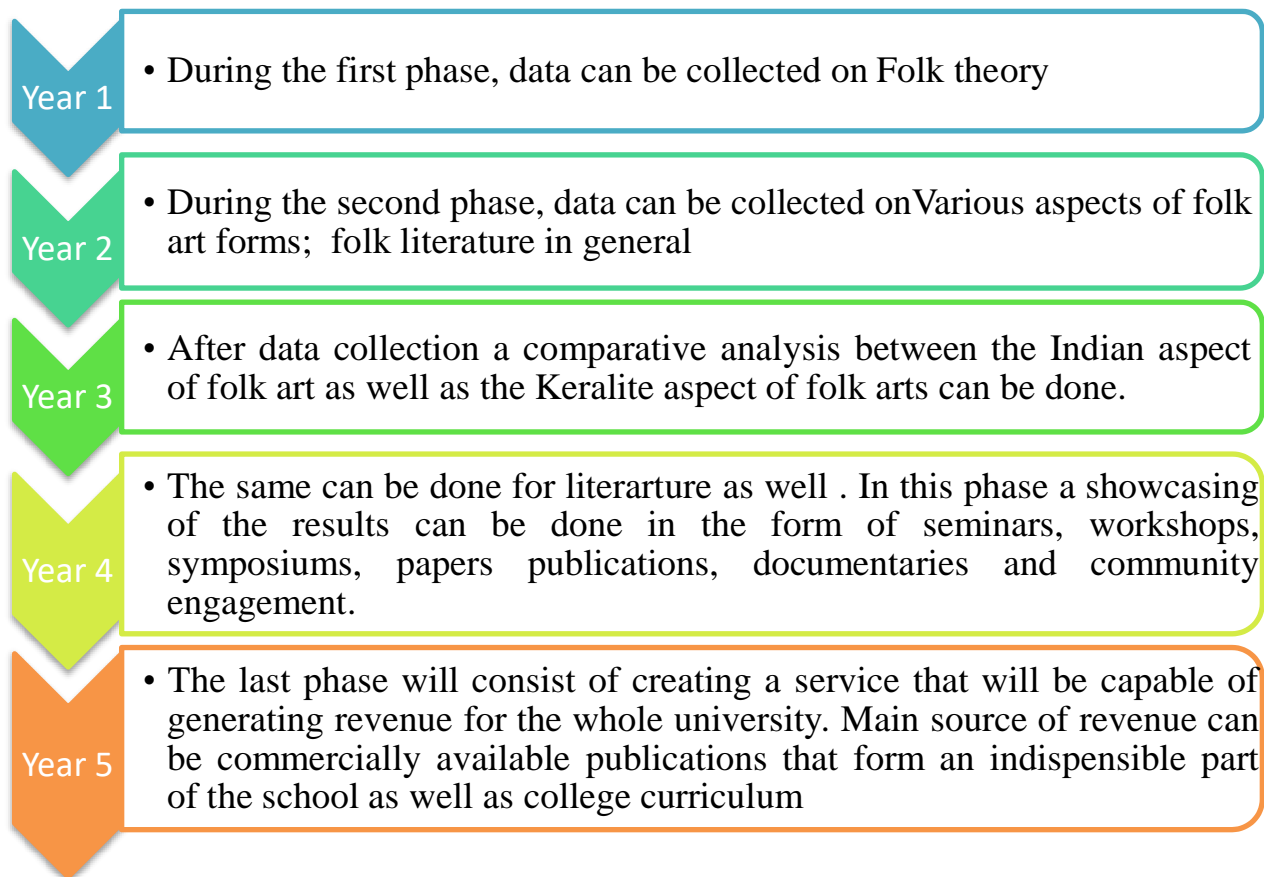 Year 1
• During the first phase, data can be collected on Folk theory
Year 2
• During the second phase, data can be collected onVarious aspects of folk
art forms; folk literature in general
Year 3
• After data collection a comparative analysis between the Indian aspect
of folk art as well as the Keralite aspect of folk arts can be done.
Year 4
• The same can be done for literarture as well . In this phase a showcasing
of the results can be done in the form of seminars, workshops,
symposiums, papers publications, documentaries and community
engagement.
Year 5
• The last phase will consist of creating a service that will be capable of
generating revenue for the whole university. Main source of revenue can
be commercially available publications that form an indispensible part
of the school as well as college curriculum